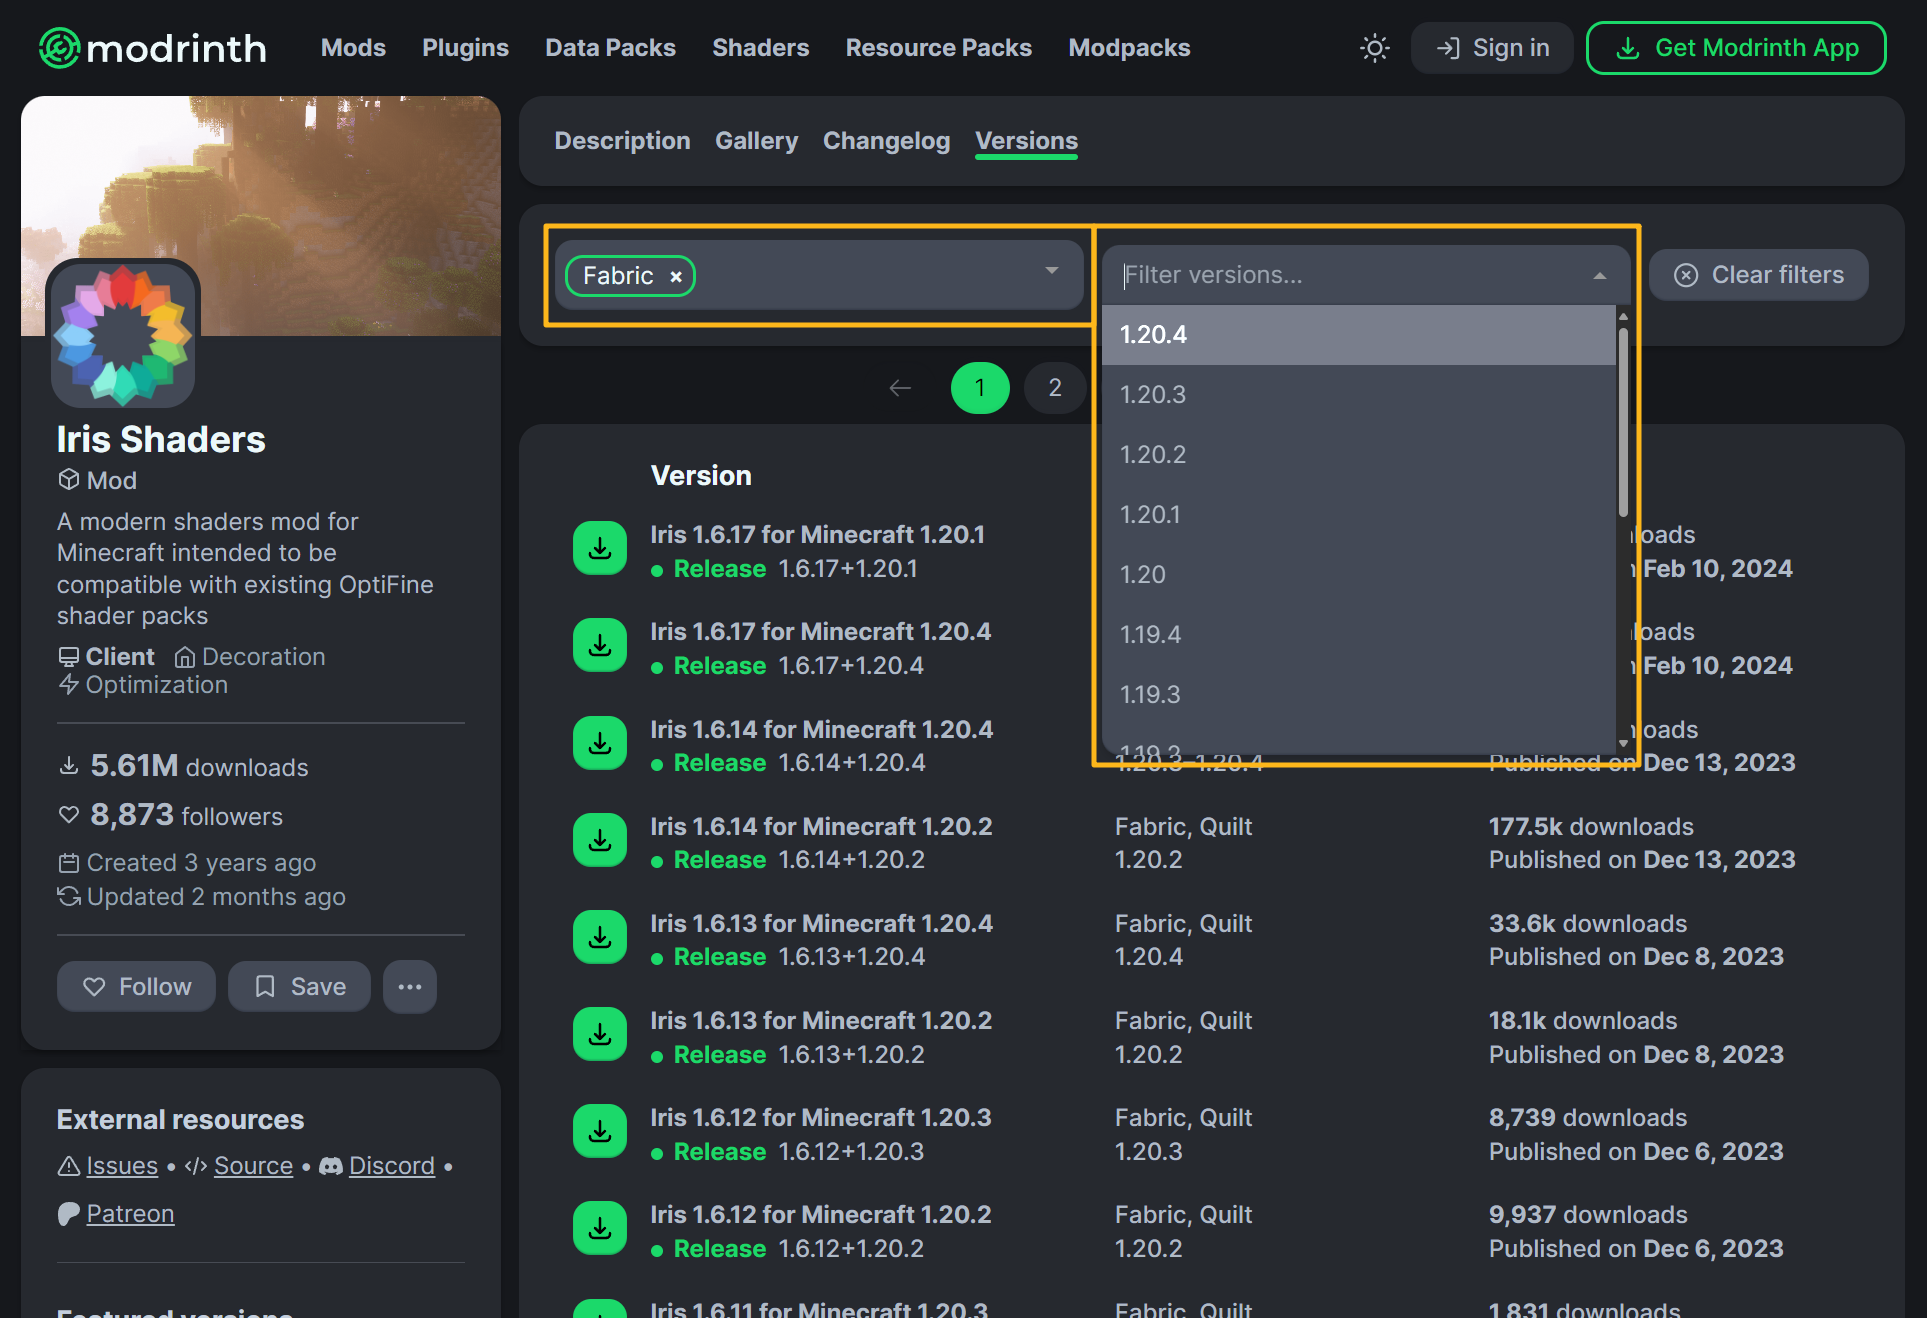 modrinth
Mods Plugins Data Packs Shaders Resource Packs Modpacks
Sign in
Get Modrinth App
Iris Shaders
Mod
A modern shaders mod for
Minecraft intended to be
compatible with existing OptiFine
shader packs
Client Decoration
Optimization
5.61M downloads
8,873 followers
Created 3 years ago
Updated 2 months ago
Follow Save
External resources
Issues • Source • Discord •
Patreon
Featured versions
Description Gallery Changelog Versions
Fabric ×
Filter versions...
Clear filters
1.20.4
1.20.3
1.20.2
1.20.1
1.20
1.19.4
1.19.3
1 2
Version
Iris 1.6.17 for Minecraft 1.20.1
loads
Release 1.6.17+1.20.1
Feb 10, 2024
Iris 1.6.17 for Minecraft 1.20.4
loads
Release 1.6.17+1.20.4
Feb 10, 2024
Iris 1.6.14 for Minecraft 1.20.4
loads
Release 1.6.14+1.20.4
1.20.3–1.20.4
Published on Dec 13, 2023
Iris 1.6.14 for Minecraft 1.20.2
Fabric, Quilt
177.5k downloads
Release 1.6.14+1.20.2
1.20.2
Published on Dec 13, 2023
Iris 1.6.13 for Minecraft 1.20.4
Fabric, Quilt
33.6k downloads
Release 1.6.13+1.20.4
1.20.4
Published on Dec 8, 2023
Iris 1.6.13 for Minecraft 1.20.2
Fabric, Quilt
18.1k downloads
Release 1.6.13+1.20.2
1.20.2
Published on Dec 8, 2023
Iris 1.6.12 for Minecraft 1.20.3
Fabric, Quilt
8,739 downloads
Release 1.6.12+1.20.3
1.20.3
Published on Dec 6, 2023
Iris 1.6.12 for Minecraft 1.20.2
Fabric, Quilt
9,937 downloads
Release 1.6.12+1.20.2
1.20.2
Published on Dec 6, 2023
Iris 1.6.11 for Minecraft 1.20.3
Fabric, Quilt
1,831 downloads